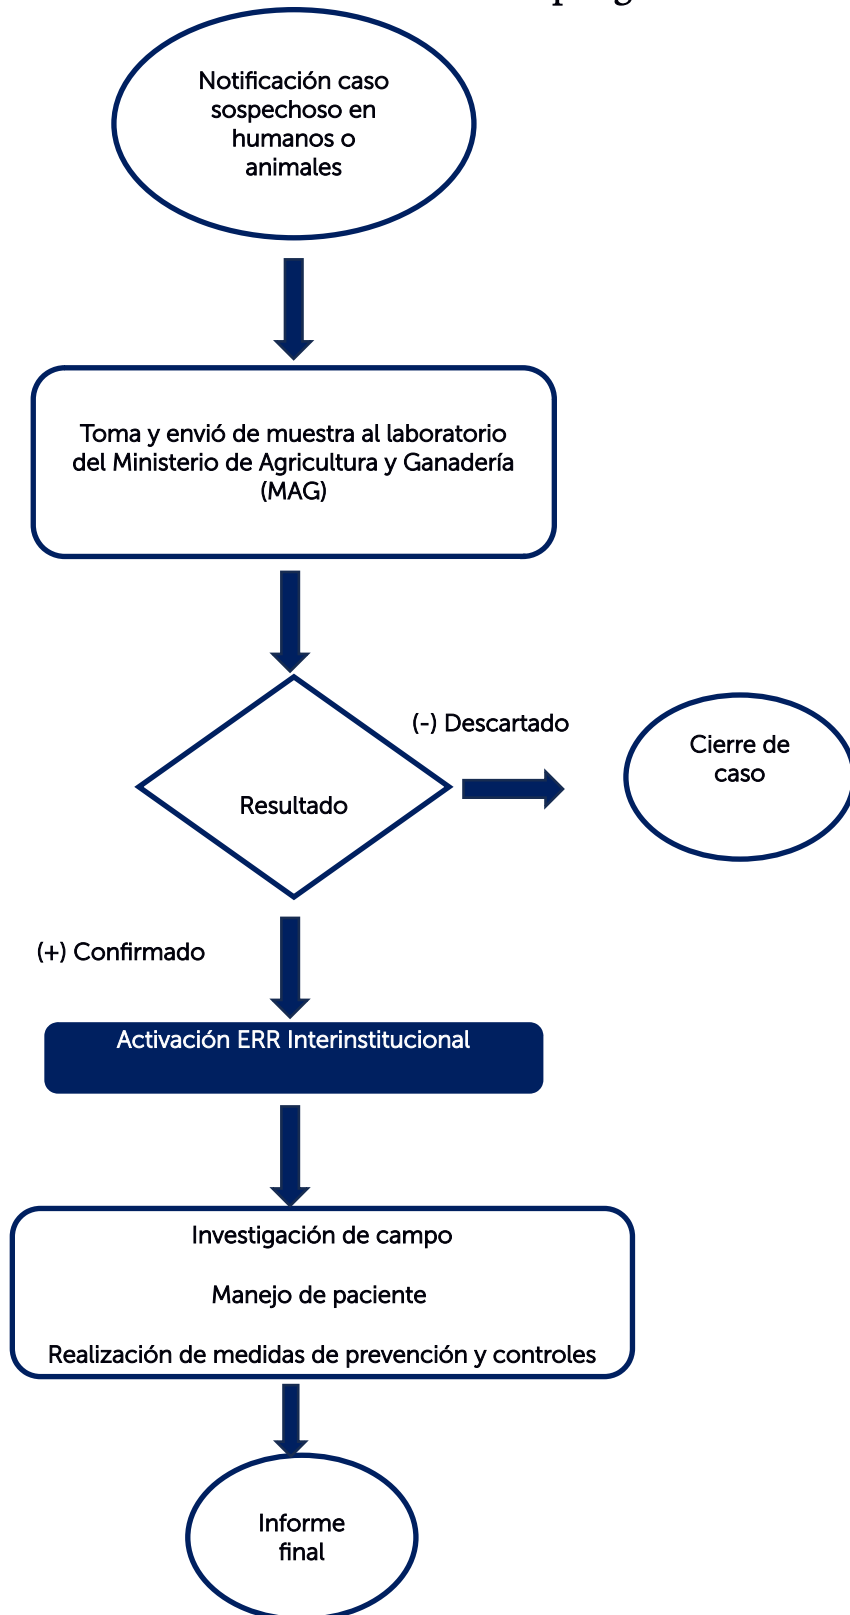 Notificación caso
sospechoso en
humanos o
animales
Toma y envió de muestra al laboratorio
del Ministerio de Agricultura y Ganadería
(MAG)
(-) Descartado
Cierre de
caso
Resultado
(+) Confirmado
Activación ERR Interinstitucional
Investigación de campo
Manejo de paciente
Realización de medidas de prevención y controles
Informe
final